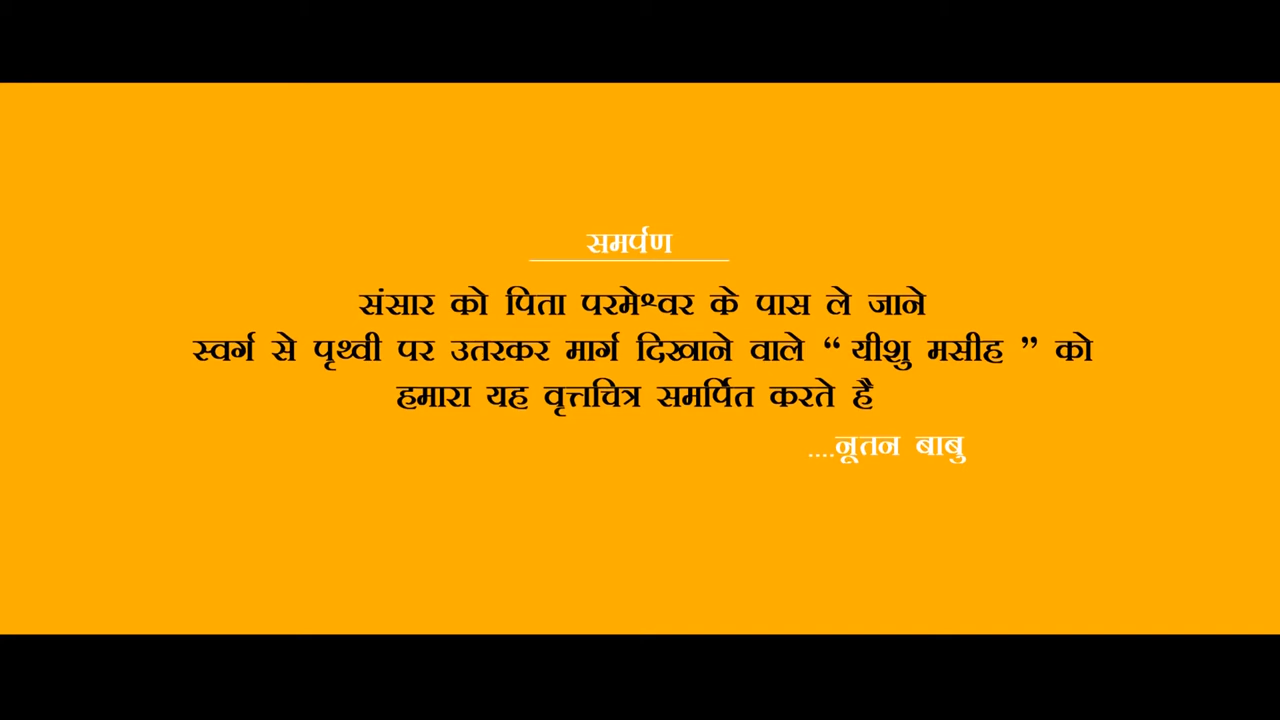 समर्पण
संसार को पिता परमेश्वर के पास ले जाने
स्वर्ग से पृथ्वी पर उतरकर मार्ग दिखाने वाले “ यीशु मसीह ” को
हमारा यह वृत्तचित्र समर्पित करते है
....नूतन बाबु